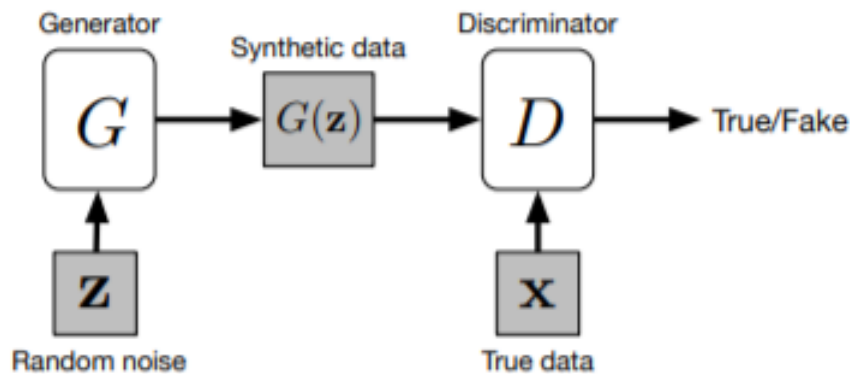 Generator
Synthetic data
Discriminator
G
G(z)
D
True/Fake
z
x
Random noise
True data